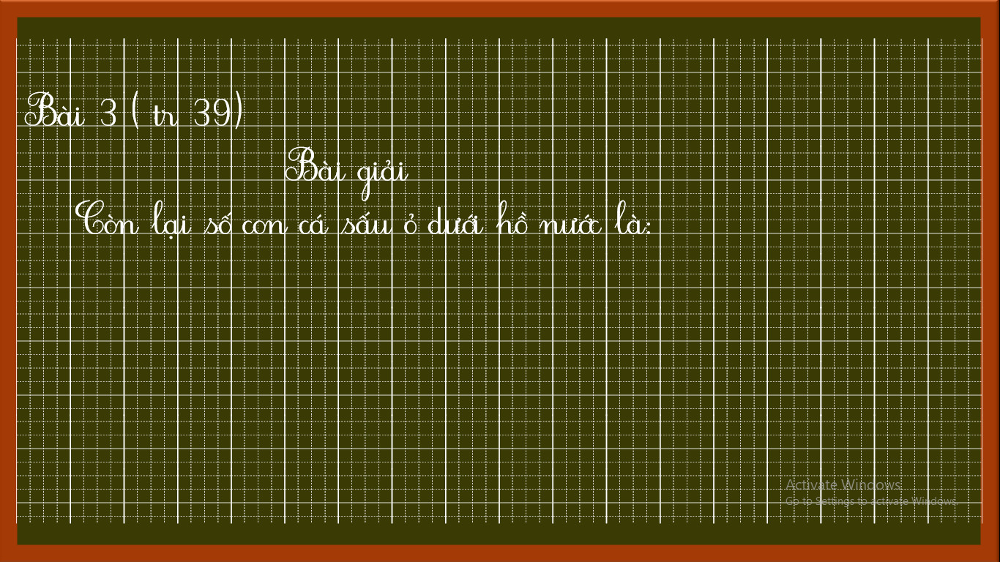 Bài 3 ( tr 39)
Bài giải
Còn lại số con cá sấu ỏ dưới hồ nước là:
Activate Windows
Go to Settings to activate Windows.